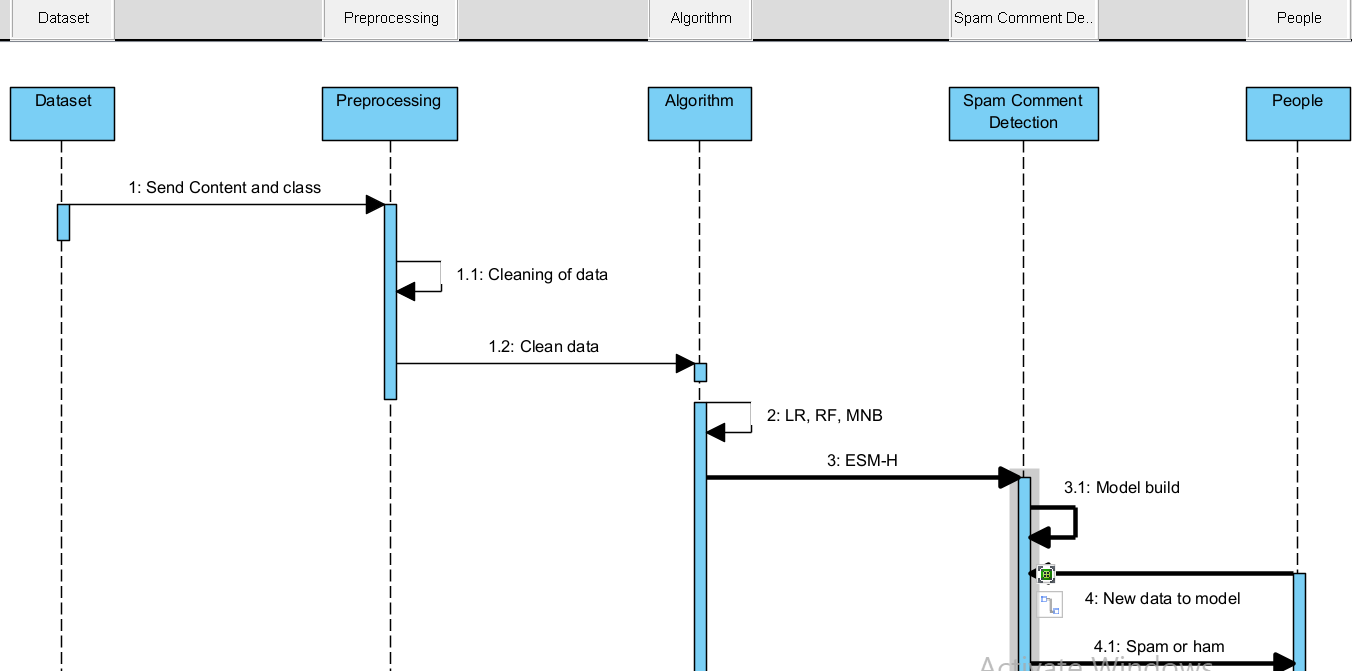 Dataset
Preprocessing
Algorithm
Spam Comment De..
People
Dataset
Preprocessing
Algorithm
Spam Comment
Detection
People
1: Send Content and class
1.1: Cleaning of data
1.2: Clean data
2: LR, RF, MNB
3: ESM-H
3.1: Model build
4: New data to model
4.1: Spam or ham
Activate Windows